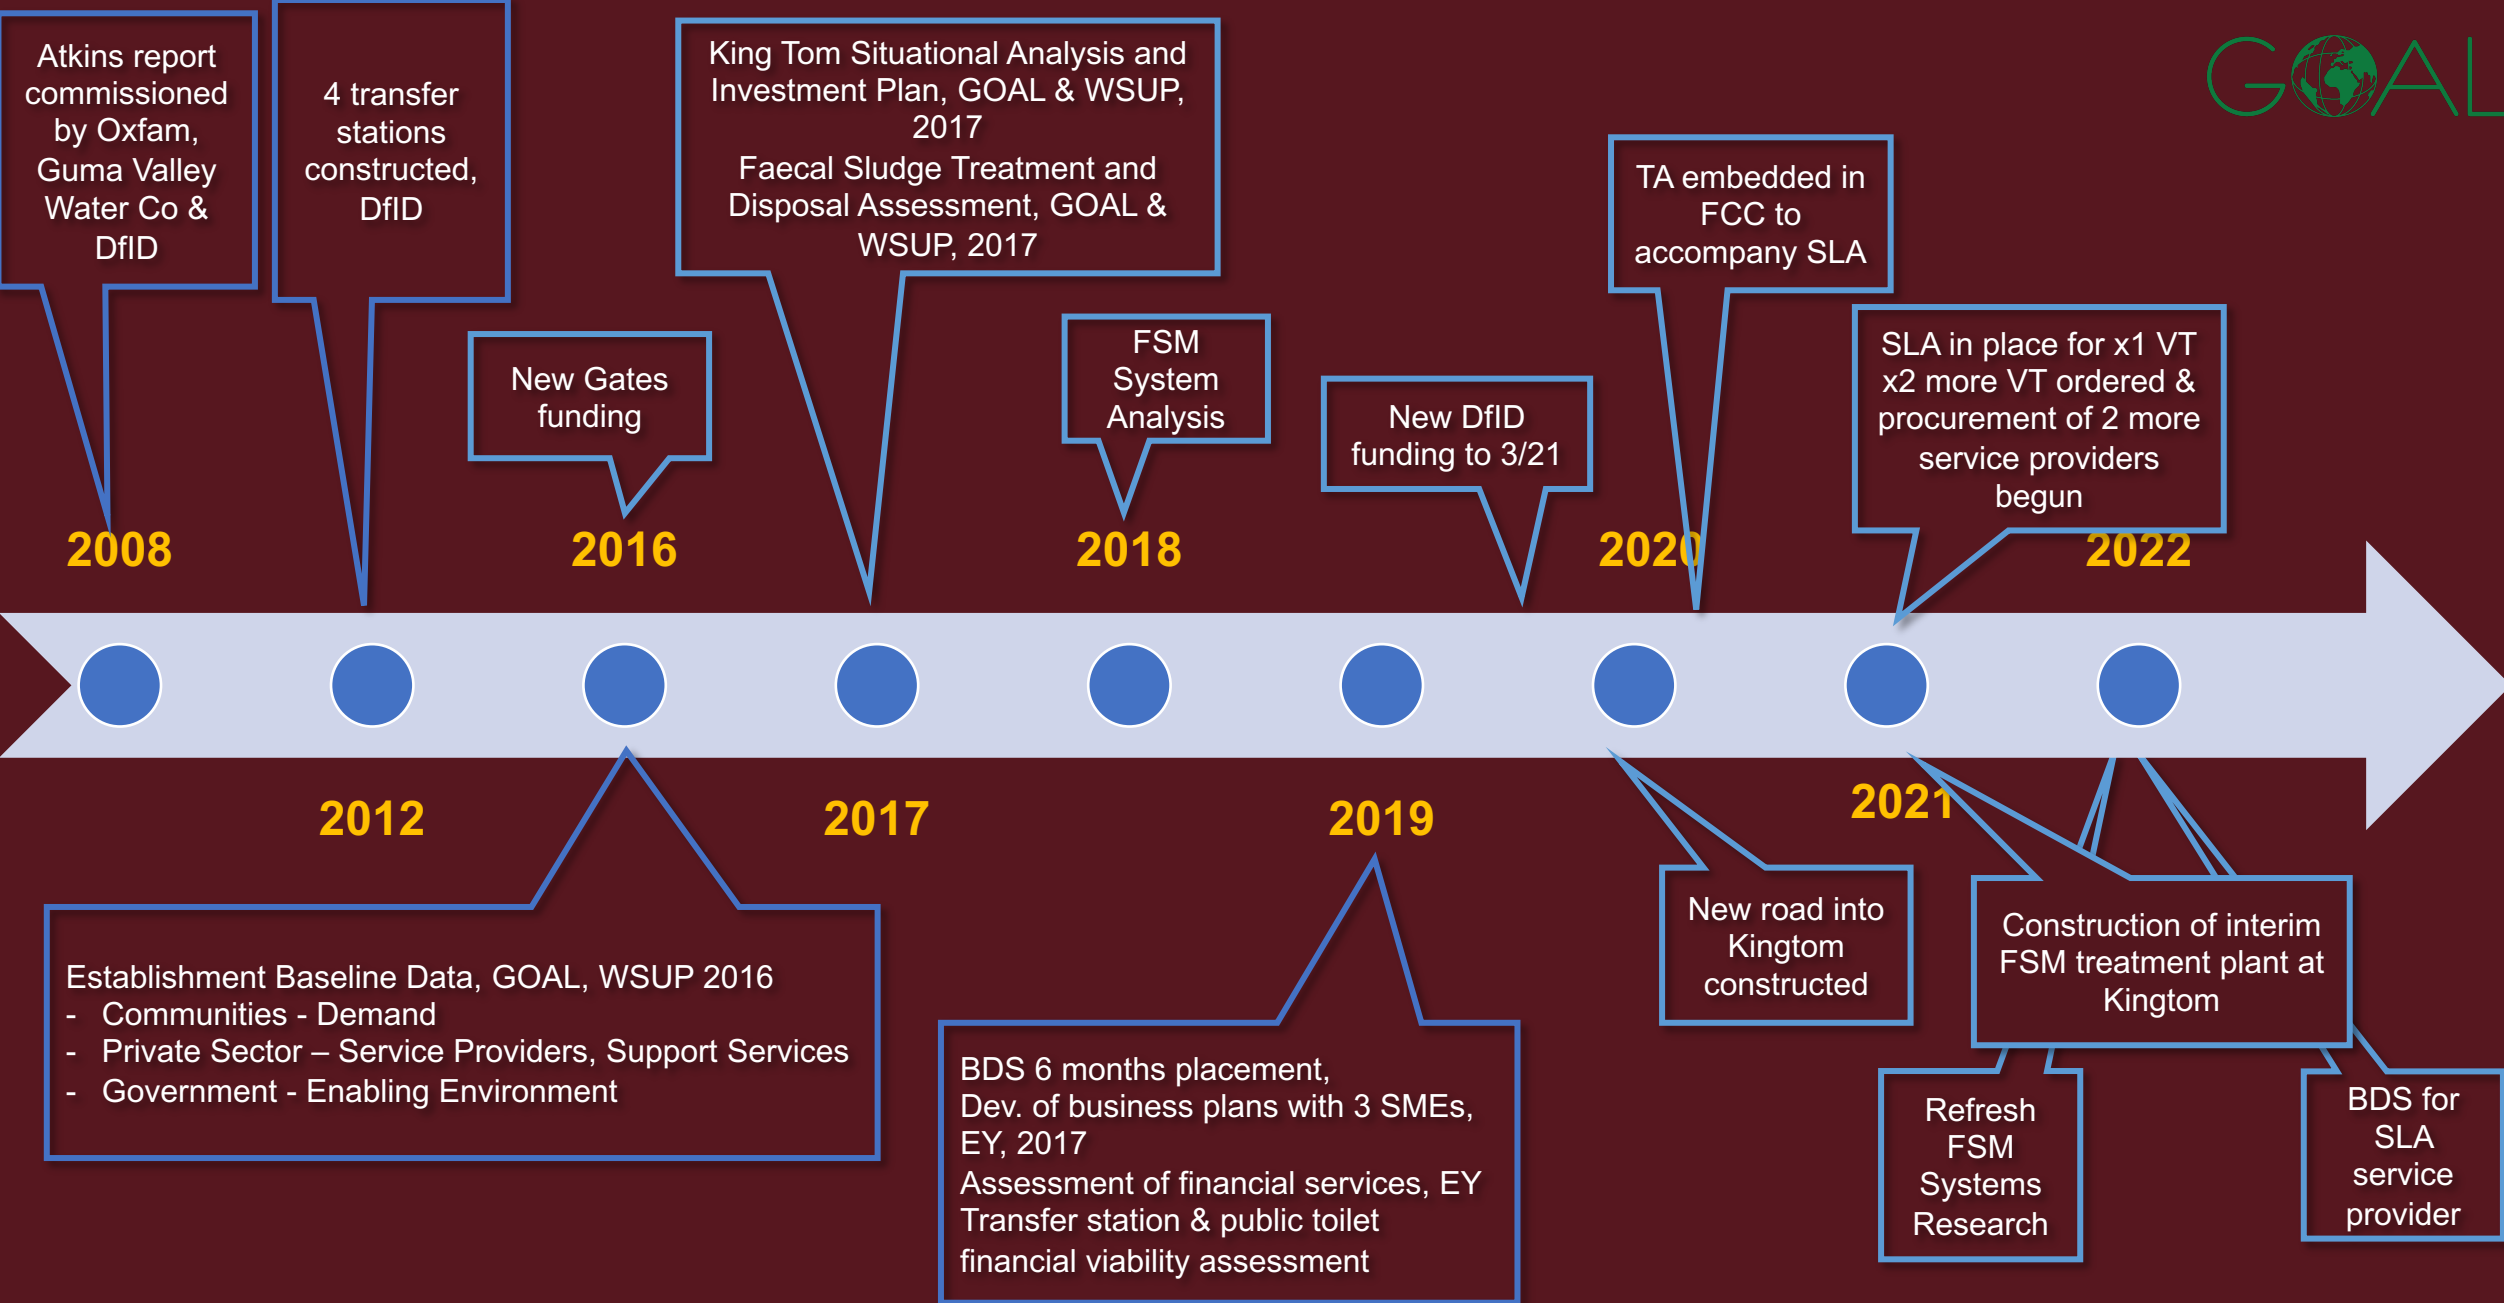 Atkins report
commissioned
by Oxfam,
Guma Valley
Water Co &
DfID
4 transfer
stations
constructed,
DfID
King Tom Situational Analysis and
Investment Plan, GOAL & WSUP,
2017
Faecal Sludge Treatment and
Disposal Assessment, GOAL &
WSUP, 2017
GOAL
TA embedded in
FCC to
accompany SLA
New Gates
funding
FSM
System
Analysis
New DfID
funding to 3/21
SLA in place for x1 VT
x2 more VT ordered &
procurement of 2 more
service providers
begun
2008
2016
2018
2020
2022
2012
2017
2019
2021
Establishment Baseline Data, GOAL, WSUP 2016
- Communities - Demand
- Private Sector – Service Providers, Support Services
- Government - Enabling Environment
BDS 6 months placement,
Dev. of business plans with 3 SMEs,
EY, 2017
Assessment of financial services, EY
Transfer station & public toilet
financial viability assessment
New road into
Kingtom
constructed
Construction of interim
FSM treatment plant at
Kingtom
Refresh
FSM
Systems
Research
BDS for
SLA
service
provider